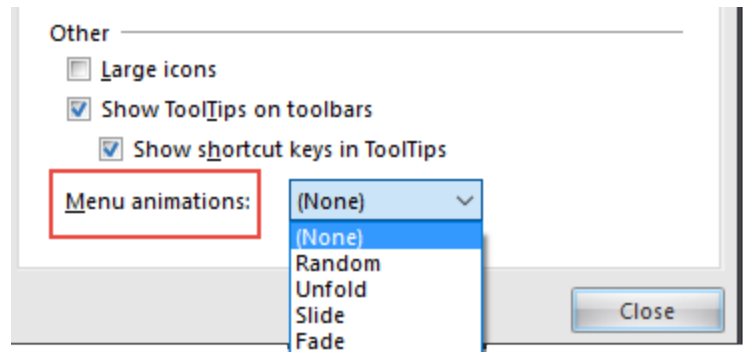 Other
Large icons
Show ToolTips on toolbars
Show shortcut keys in ToolTips
Menu animations: (None)
(None)
Random
Unfold
Slide
Close
Fade